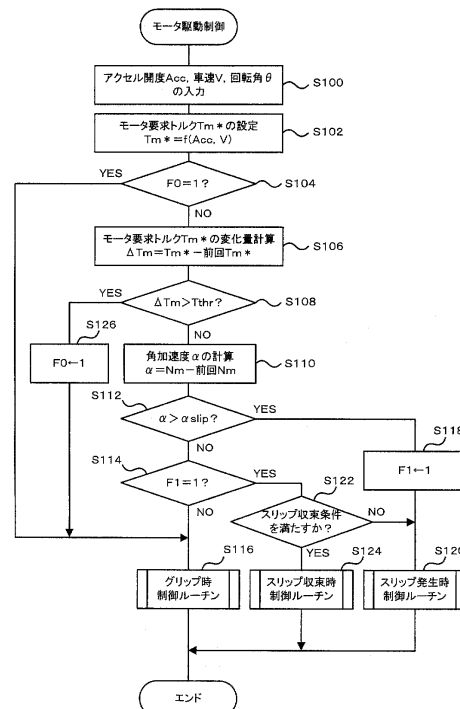 モータ駆動制御
アクセル開度Acc，車速V，回転角θ
の入力
S100
モータ要求トルクTm*の設定
Tm*=f(Acc, V)
S102
YES
F0=1？
S104
NO
モータ要求トルクTm*の変化量計算
ΔTm=Tm*−前回Tm*
S106
YES
ΔTm>Tthr？
S108
NO
S126
F0←1
角加速度αの計算
α=Nm−前回Nm
S110
S112
α>αslip？
YES
NO
S118
F1←1
S114
F1=1？
YES
NO
S122
スリップ収束条件
を満たすか？
NO
YES
S116
グリップ時
制御ルーチン
S124
スリップ収束時
制御ルーチン
S120
スリップ発生時
制御ルーチン
エンド